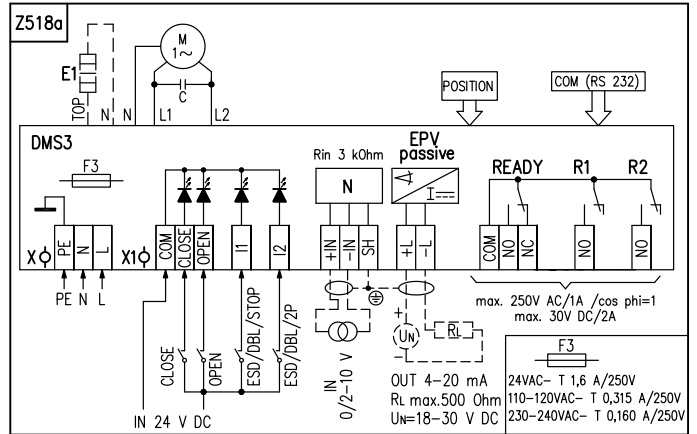 Z518a
M
1~
E1
C
TOP
N
N
L1
L2
POSITION
COM (RS 232)
DMS3
F3
Rin 3 kOhm
N
EPV
passive
I
READY
R1
R2
X
PE
N
L
X1
COM
CLOSE
OPEN
I1
I2
+IN
-IN
SH
+L
-L
COM
NO
NC
NO
NO
PE N L
CLOSE
OPEN
ESD/DBL/STOP
ESD/DBL/2P
IN 24 V DC
IN
0/2-10 V
+
UN
-
RL
OUT 4-20 mA
RL max.500 Ohm
UN=18-30 V DC
max. 250V AC/1A /cos phi=1
max. 30V DC/2A
F3
24VAC- T 1,6 A/250V
110-120VAC- T 0,315 A/250V
230-240VAC- T 0,160 A/250V